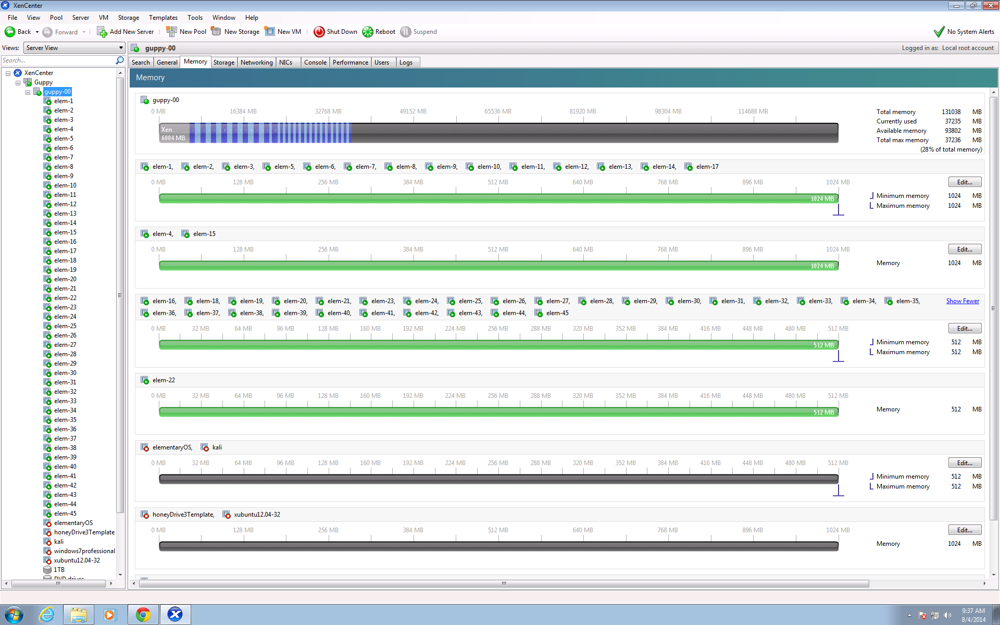 XenCenter
File View Pool Server VM Storage Templates Tools Window Help
Back Forward Add New Server New Pool New Storage New VM Shut Down Reboot Suspend No System Alerts
Views: Server View
guppy-00 Logged in as: Local root account
Search...
Search General Memory Storage Networking NICs Console Performance Users Logs
XenCenter
Guppy
guppy-00
elem-1
elem-2
elem-3
elem-4
elem-5
elem-6
elem-7
elem-8
elem-9
elem-10
elem-11
elem-12
elem-13
elem-14
elem-15
elem-16
elem-17
elem-18
elem-19
elem-20
elem-21
elem-22
elem-23
elem-24
elem-25
elem-26
elem-27
elem-28
elem-29
elem-30
elem-31
elem-32
elem-33
elem-34
elem-35
elem-36
elem-37
elem-38
elem-39
elem-40
elem-41
elem-42
elem-43
elem-44
elem-45
elementaryOS
honeyDrive3Template
kali
windows7professional
xubuntu12.04-32
1TB
DVD drives
Memory
guppy-00
0 MB 16384 MB 32768 MB 49152 MB 65536 MB 81920 MB 98304 MB 114688 MB
Xen
6004 MB
Total memory 131038 MB
Currently used 37235 MB
Available memory 93802 MB
Total max memory 37236 MB
(28% of total memory)
elem-1, elem-2, elem-3, elem-5, elem-6, elem-7, elem-8, elem-9, elem-10, elem-11, elem-12, elem-13, elem-14, elem-17
0 MB 128 MB 256 MB 384 MB 512 MB 640 MB 768 MB 896 MB 1024 MB Edit...
1024 MB
Minimum memory 1024 MB
Maximum memory 1024 MB
elem-4, elem-15
0 MB 128 MB 256 MB 384 MB 512 MB 640 MB 768 MB 896 MB 1024 MB Edit...
1024 MB
Memory 1024 MB
elem-16, elem-18, elem-19, elem-20, elem-21, elem-23, elem-24, elem-25, elem-26, elem-27, elem-28, elem-29, elem-30, elem-31, elem-32, elem-33, elem-34, elem-35, Show Fewer
elem-36, elem-37, elem-38, elem-39, elem-40, elem-41, elem-42, elem-43, elem-44, elem-45
0 MB 32 MB 64 MB 96 MB 128 MB 160 MB 192 MB 224 MB 256 MB 288 MB 320 MB 352 MB 384 MB 416 MB 448 MB 480 MB 512 MB Edit...
512 MB
Minimum memory 512 MB
Maximum memory 512 MB
elem-22
0 MB 32 MB 64 MB 96 MB 128 MB 160 MB 192 MB 224 MB 256 MB 288 MB 320 MB 352 MB 384 MB 416 MB 448 MB 480 MB 512 MB
512 MB
Memory 512 MB
elementaryOS, kali
0 MB 32 MB 64 MB 96 MB 128 MB 160 MB 192 MB 224 MB 256 MB 288 MB 320 MB 352 MB 384 MB 416 MB 448 MB 480 MB 512 MB Edit...
Minimum memory 512 MB
Maximum memory 512 MB
honeyDrive3Template, xubuntu12.04-32
0 MB 128 MB 256 MB 384 MB 512 MB 640 MB 768 MB 896 MB 1024 MB Edit...
Memory 1024 MB
9:37 AM
8/4/2014